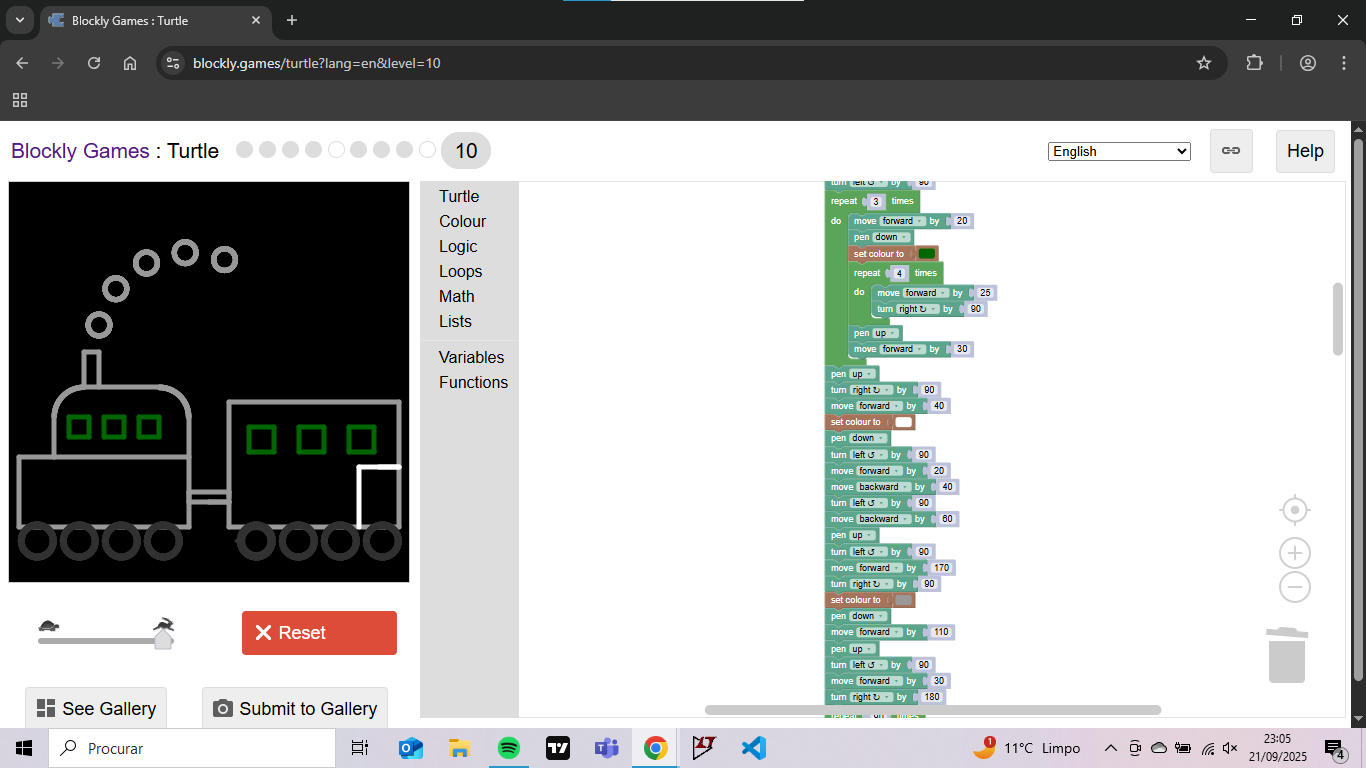 Blockly Games : Turtle
blockly.games/turtle?lang=en&level=10
Blockly Games : Turtle
10
English
Help
Turtle
Colour
Logic
Loops
Math
Lists
Variables
Functions
turn left ↺ by 90
repeat 3 times
do move forward by 20
pen down
set colour to
repeat 4 times
do move forward by 25
turn right ↻ by 90
pen up
move forward by 30
pen up
turn right ↻ by 90
move forward by 40
set colour to
pen down
turn left ↺ by 90
move forward by 20
move backward by 40
turn left ↺ by 90
move backward by 60
pen up
turn left ↺ by 90
move forward by 170
turn right ↻ by 90
set colour to
pen down
move forward by 110
pen up
turn left ↺ by 90
move forward by 30
turn right ↻ by 180
Reset
See Gallery
Submit to Gallery
Procurar
11°C Limpo
23:05
21/09/2025
4